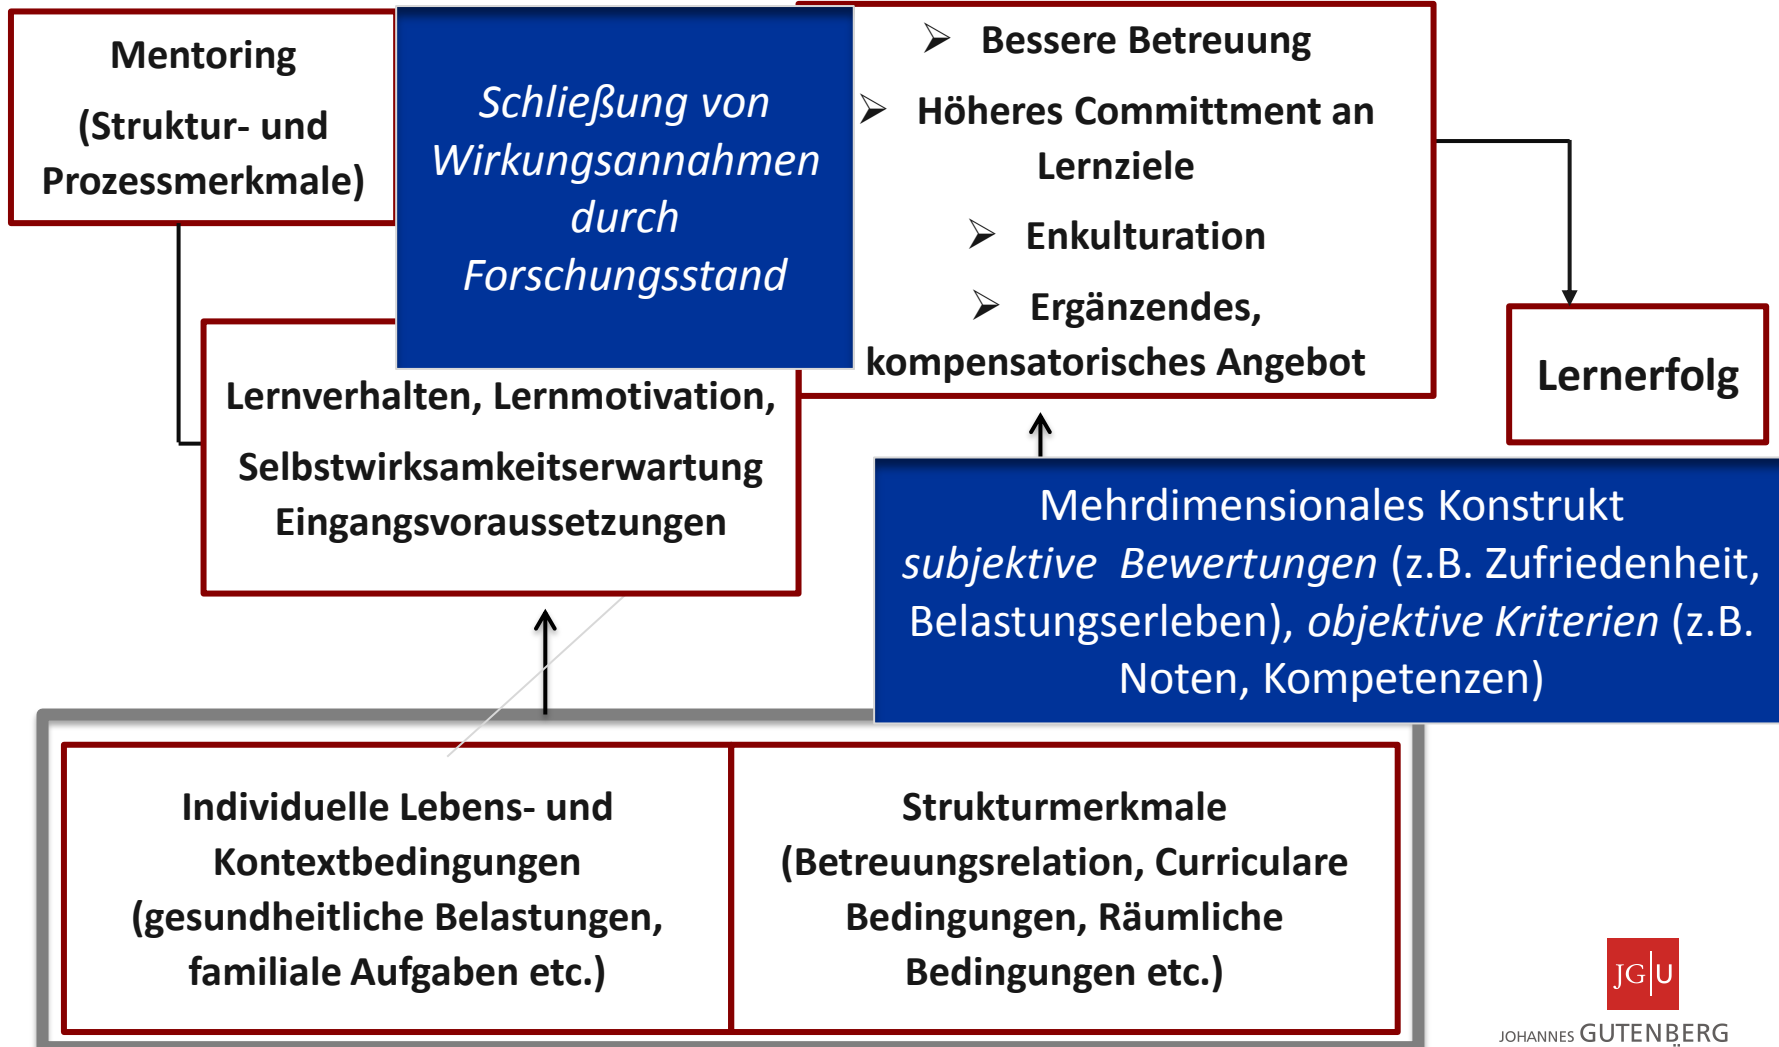 Mentoring
(Struktur- und
Prozessmerkmale)
Schließung von
Wirkungsannahmen
durch
Forschungsstand
➢ Bessere Betreuung
➢ Höheres Committment an
Lernziele
➢ Enkulturation
➢ Ergänzendes,
kompensatorisches Angebot
Lernerfolg
Lernverhalten, Lernmotivation,
Selbstwirksamkeitserwartung
Eingangsvoraussetzungen
Mehrdimensionales Konstrukt
subjektive Bewertungen (z.B. Zufriedenheit,
Belastungserleben), objektive Kriterien (z.B.
Noten, Kompetenzen)
Individuelle Lebens- und
Kontextbedingungen
(gesundheitliche Belastungen,
familiale Aufgaben etc.)
Strukturmerkmale
(Betreuungsrelation, Curriculare
Bedingungen, Räumliche
Bedingungen etc.)
JG|U
JOHANNES GUTENBERG